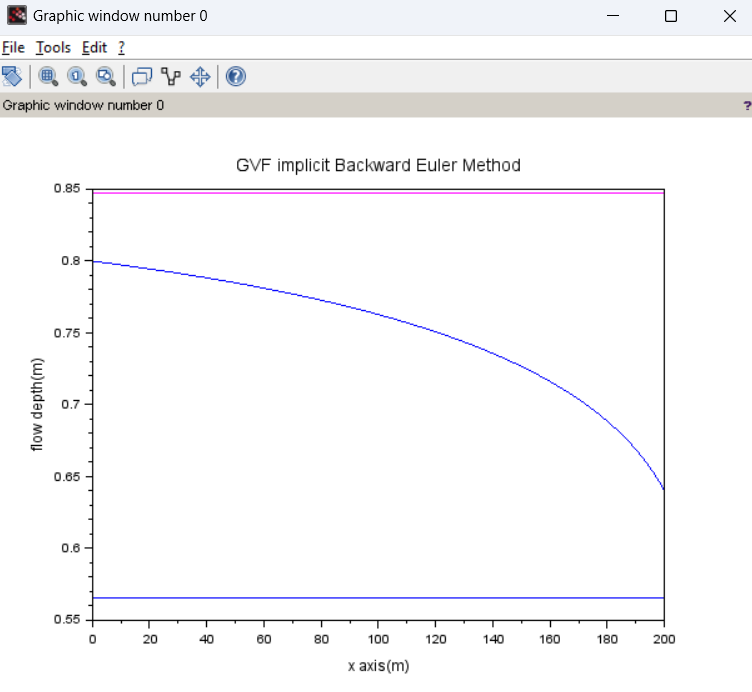 Graphic window number 0
File Tools Edit ?
Graphic window number 0 ?
GVF implicit Backward Euler Method
0.85
0.8
0.75
0.7
0.65
0.6
0.55
flow depth(m)
0 20 40 60 80 100 120 140 160 180 200
x axis(m)